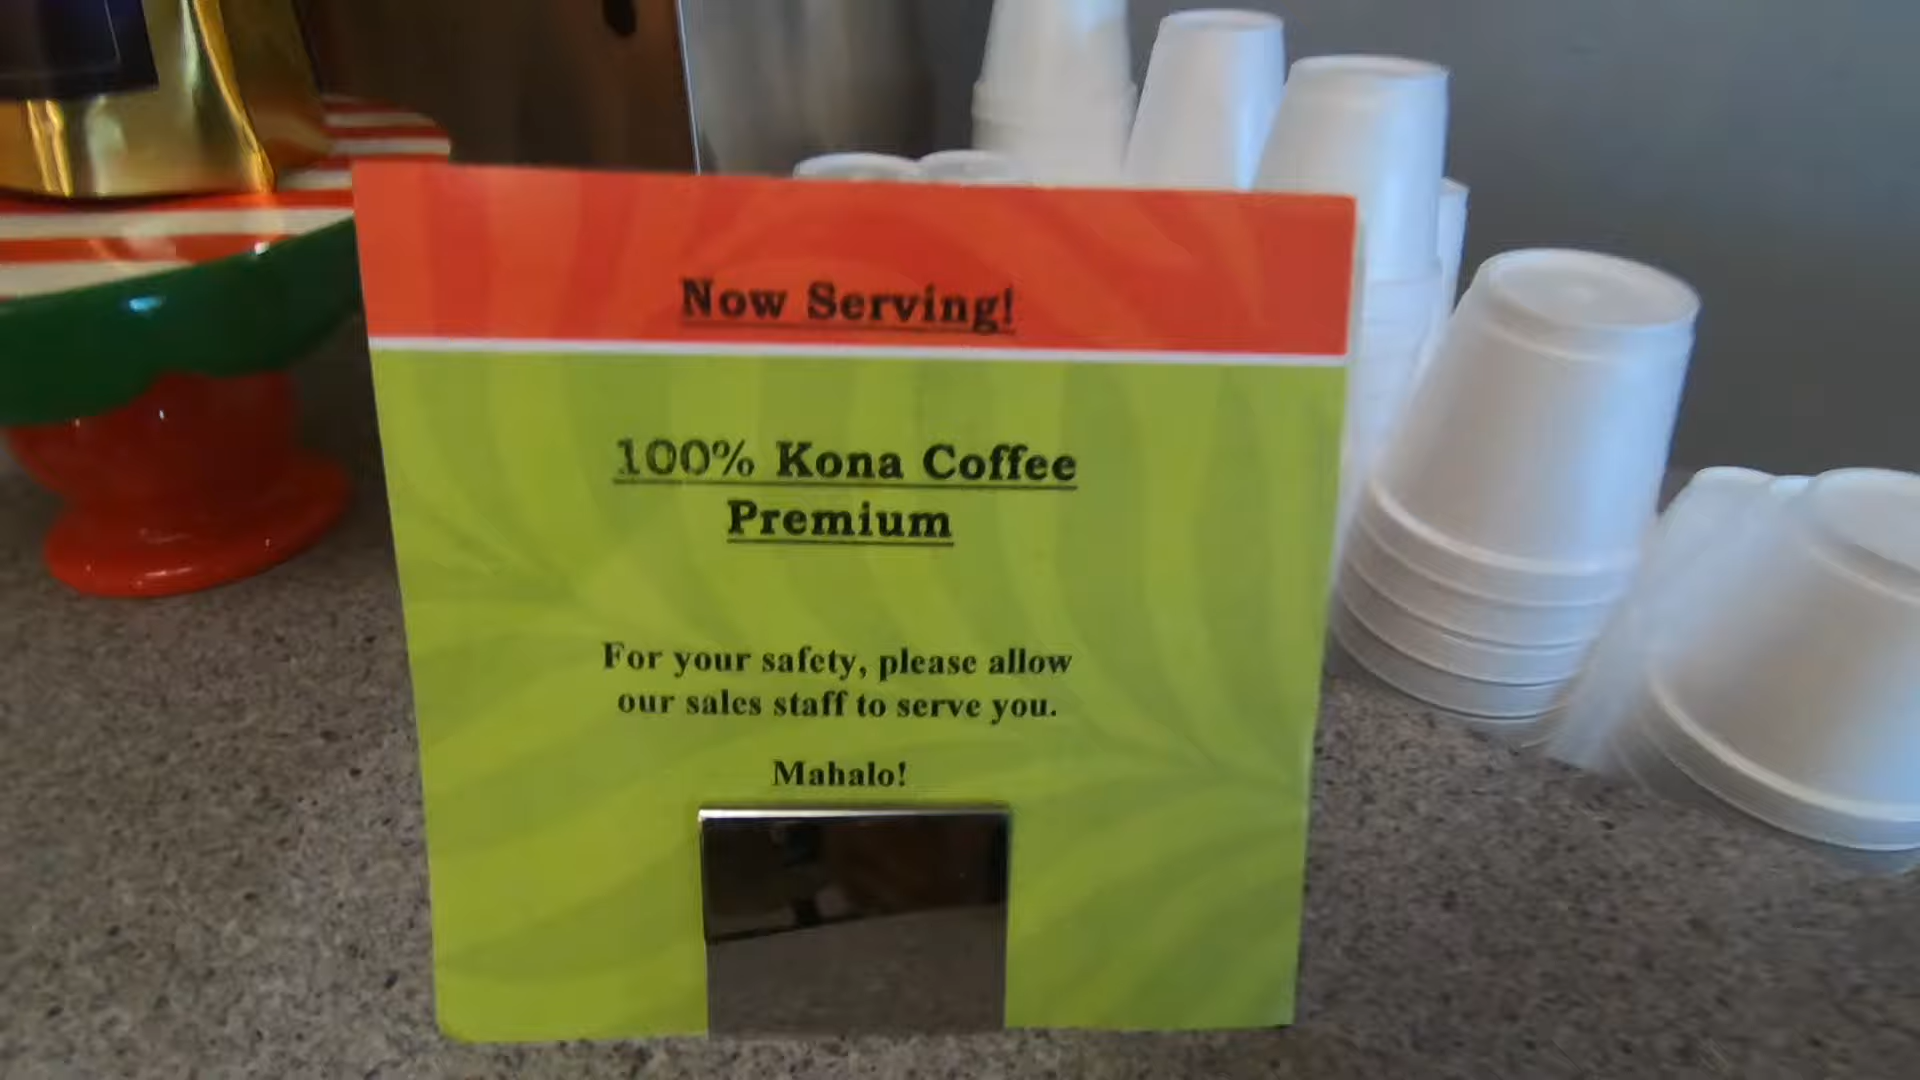 Now Serving!
100% Kona Coffee
Premium
For your safety, please allow
our sales staff to serve you.
Mahalo!